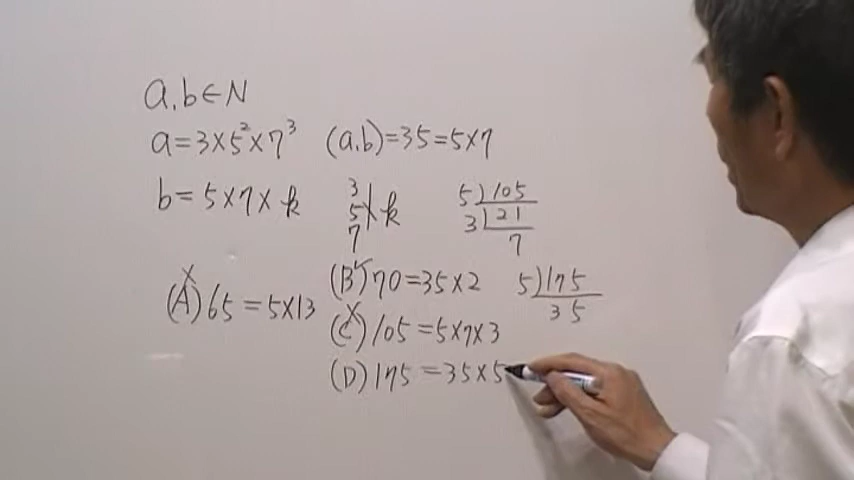 a,b∈N
a=3×5²×7³ (a,b)=35=5×7
b=5×7×k 3 5 7 ∤ k 5)105
3)21
7
(A)65=5×13 × (B)70=35×2 ✓ 5)175
35
(C)105=5×7×3 ×
(D)175=35×5